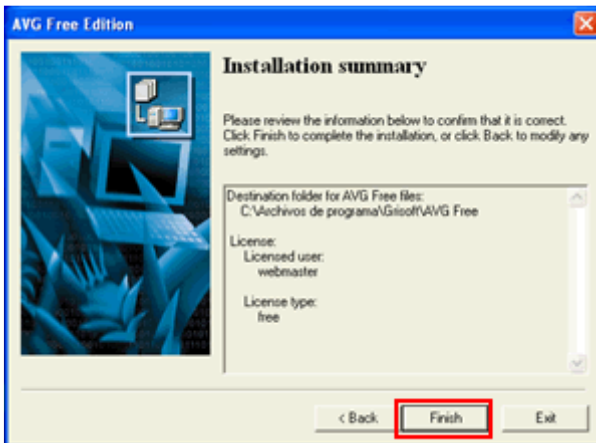 AVG Free Edition
Installation summary
Please review the information below to confirm that it is correct.
Click Finish to complete the installation, or click Back to modify any
settings.
Destination folder for AVG Free files:
C:\Archivos de programa\Grisoft\AVG Free
License:
Licensed user:
webmaster
License type:
free
< Back
Finish
Exit